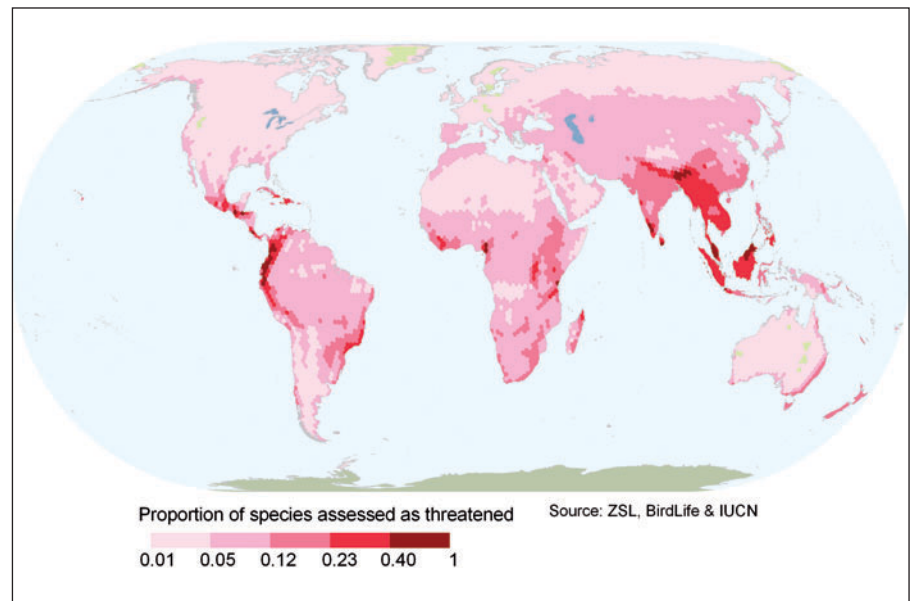 Proportion of species assessed as threatened
Source: ZSL, BirdLife & IUCN
0.01 0.05 0.12 0.23 0.40 1